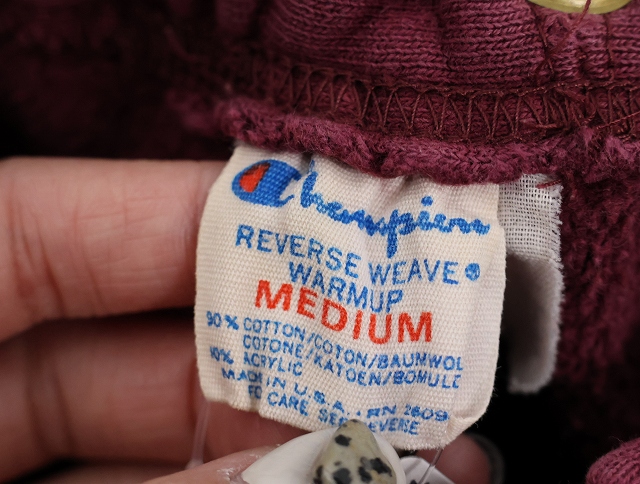 Champion
REVERSE WEAVE ®
WARMUP
MEDIUM
90% COTTON/COTON/BAUMWOL
COTONE/KATOEN/BOMULL
10% ACRYLIC
MADE IN U.S.A. RN 2609
FOR CARE SEE REVERSE